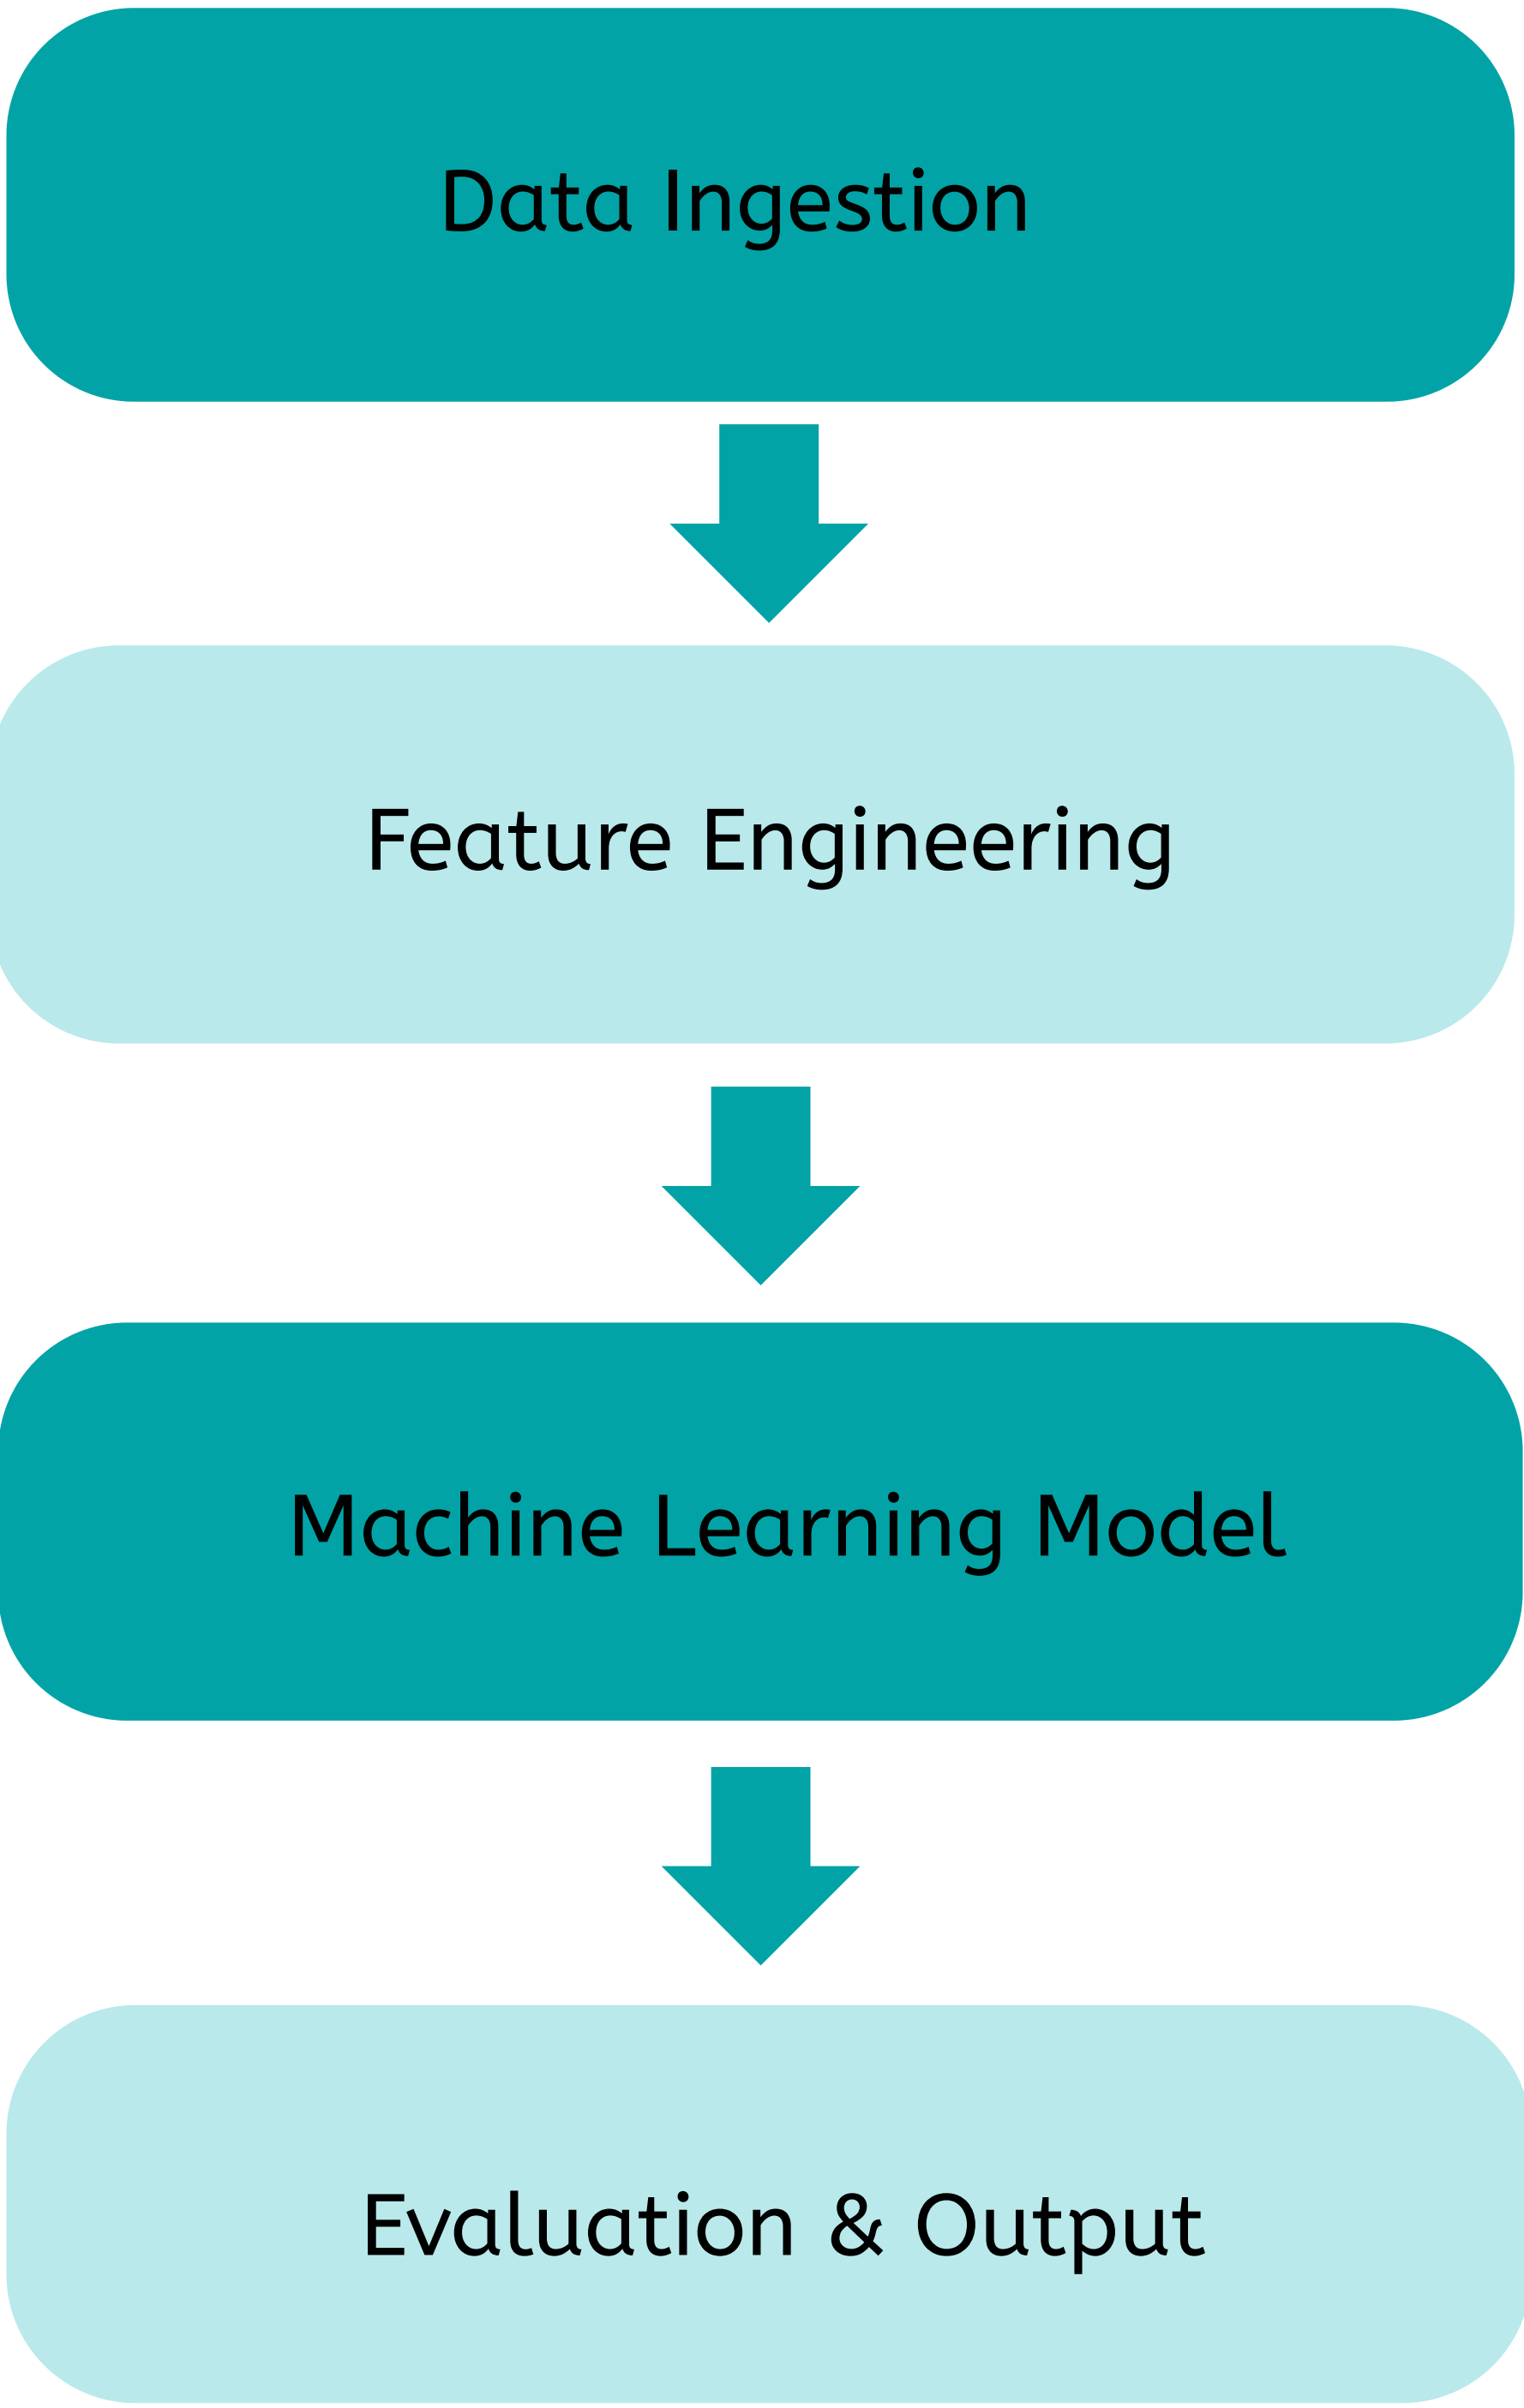 Data Ingestion
Feature Engineering
Machine Learning Model
Evaluation & Output